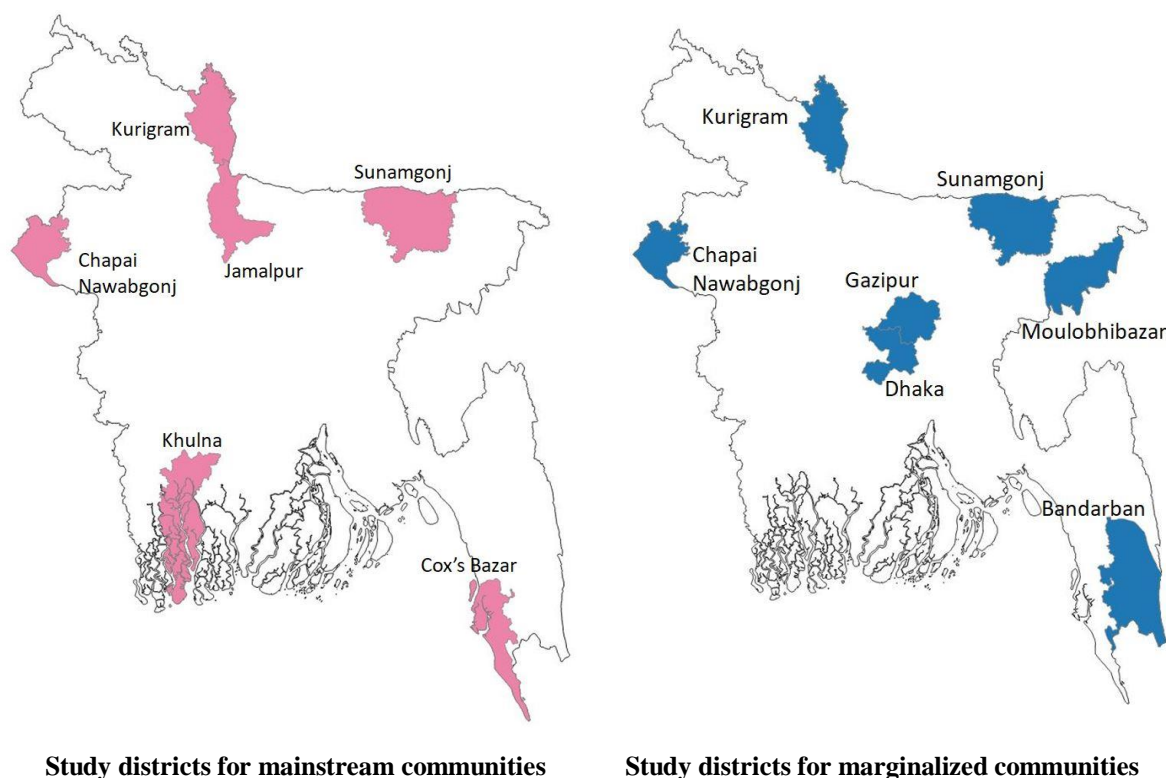 Kurigram
Sunamgonj
Chapai
Nawabgonj
Jamalpur
Khulna
Cox's Bazar
Study districts for mainstream communities
Kurigram
Sunamgonj
Chapai
Nawabgonj
Gazipur
Moulobhibazar
Dhaka
Bandarban
Study districts for marginalized communities